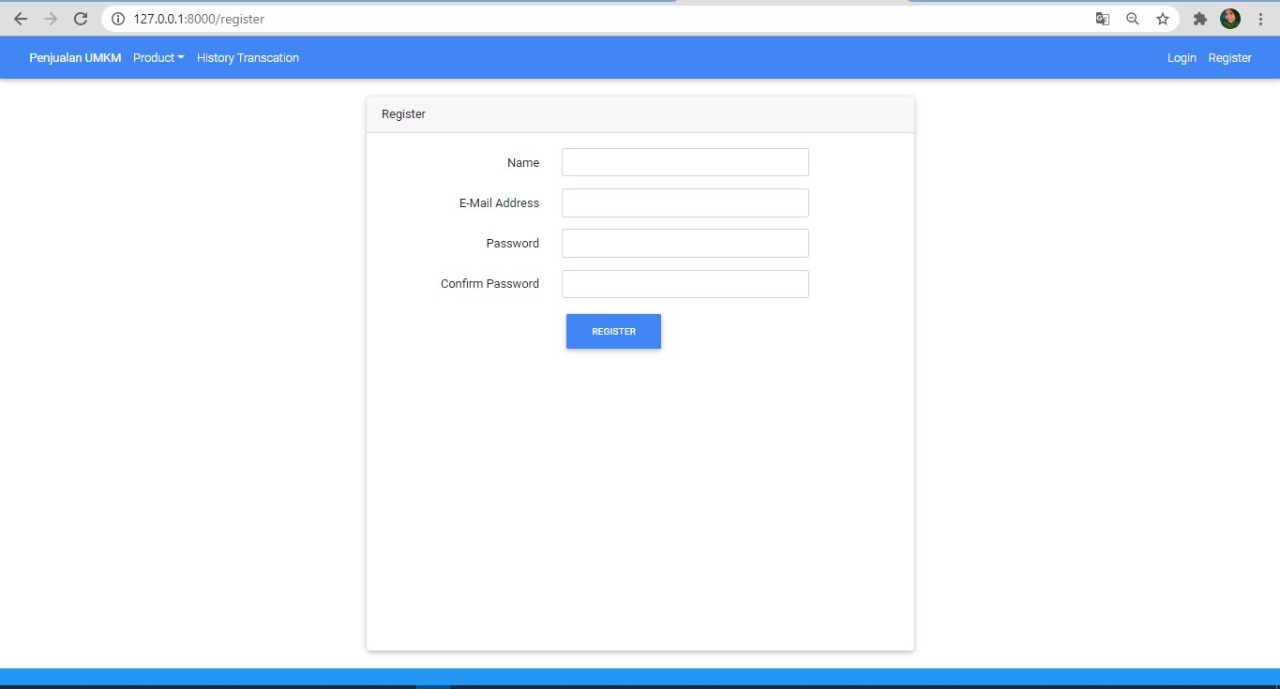 127.0.0.1:8000/register
Penjualan UMKM Product History Transcation Login Register
Register
Name
E-Mail Address
Password
Confirm Password
REGISTER